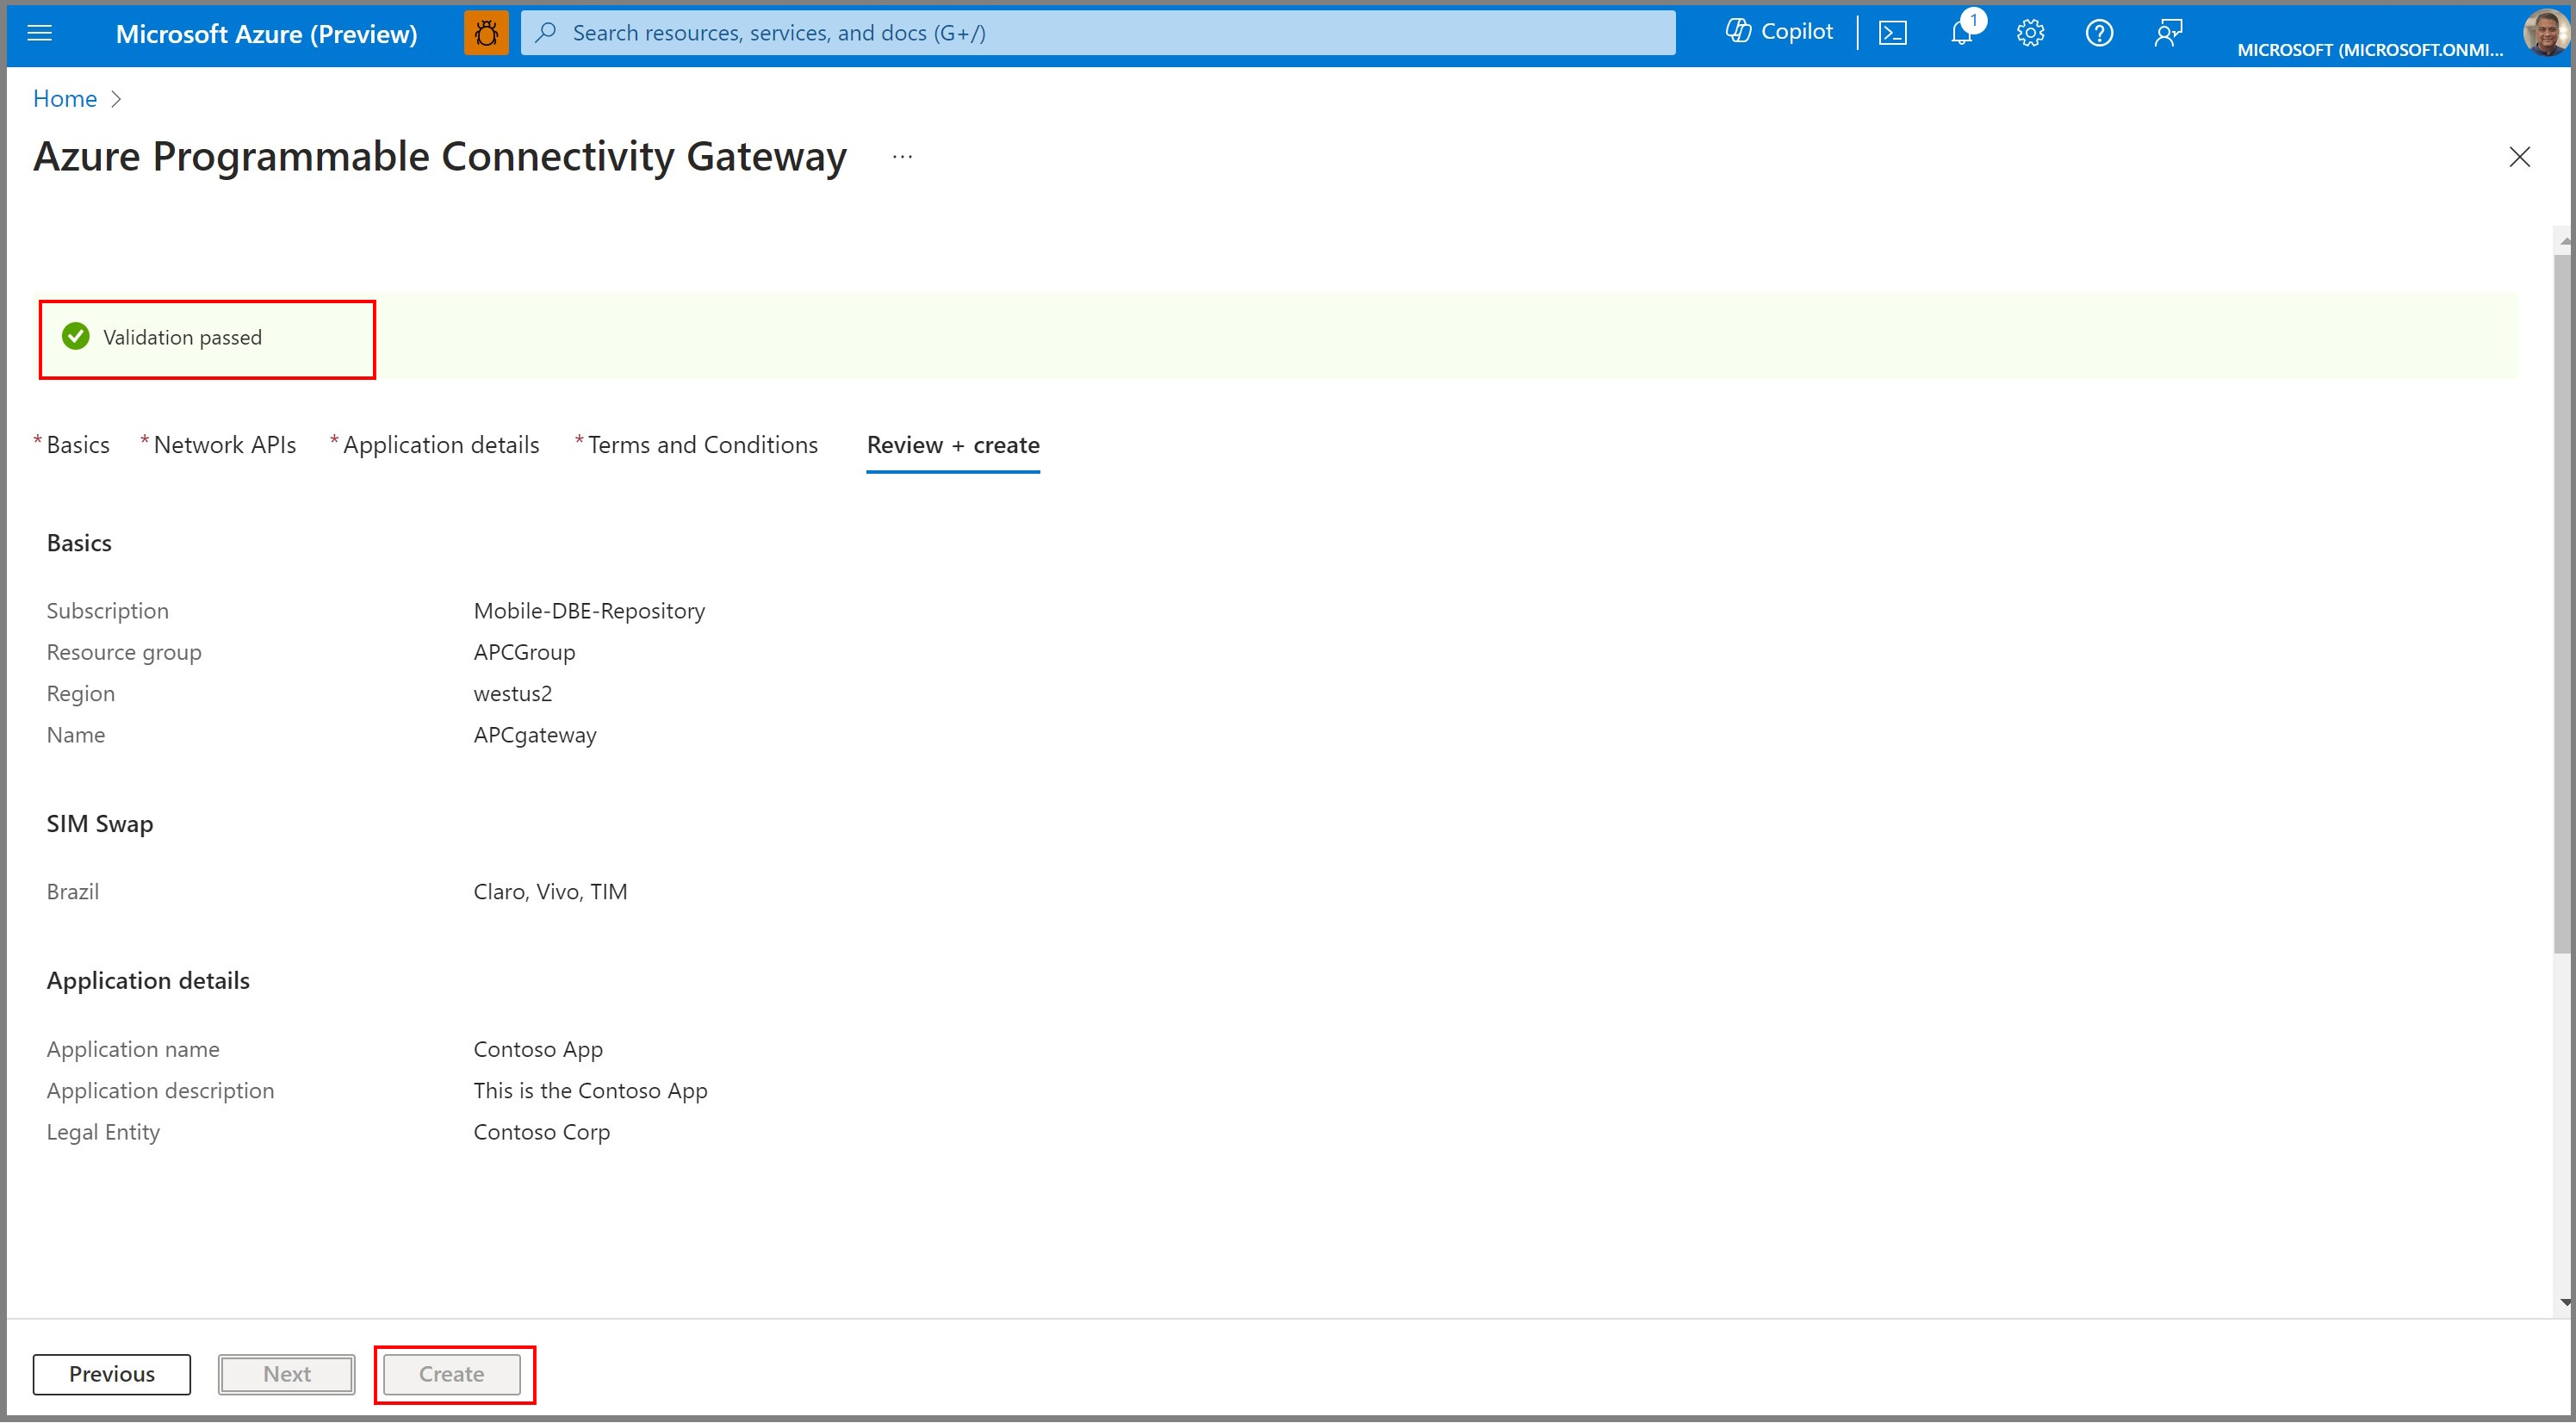 Microsoft Azure (Preview)
Search resources, services, and docs (G+/)
Copilot
1
MICROSOFT (MICROSOFT.ONMI...
Home
Azure Programmable Connectivity Gateway ...
Validation passed
* Basics * Network APIs * Application details * Terms and Conditions Review + create
Basics
Subscription Mobile-DBE-Repository
Resource group APCGroup
Region westus2
Name APCgateway
SIM Swap
Brazil Claro, Vivo, TIM
Application details
Application name Contoso App
Application description This is the Contoso App
Legal Entity Contoso Corp
Previous Next Create